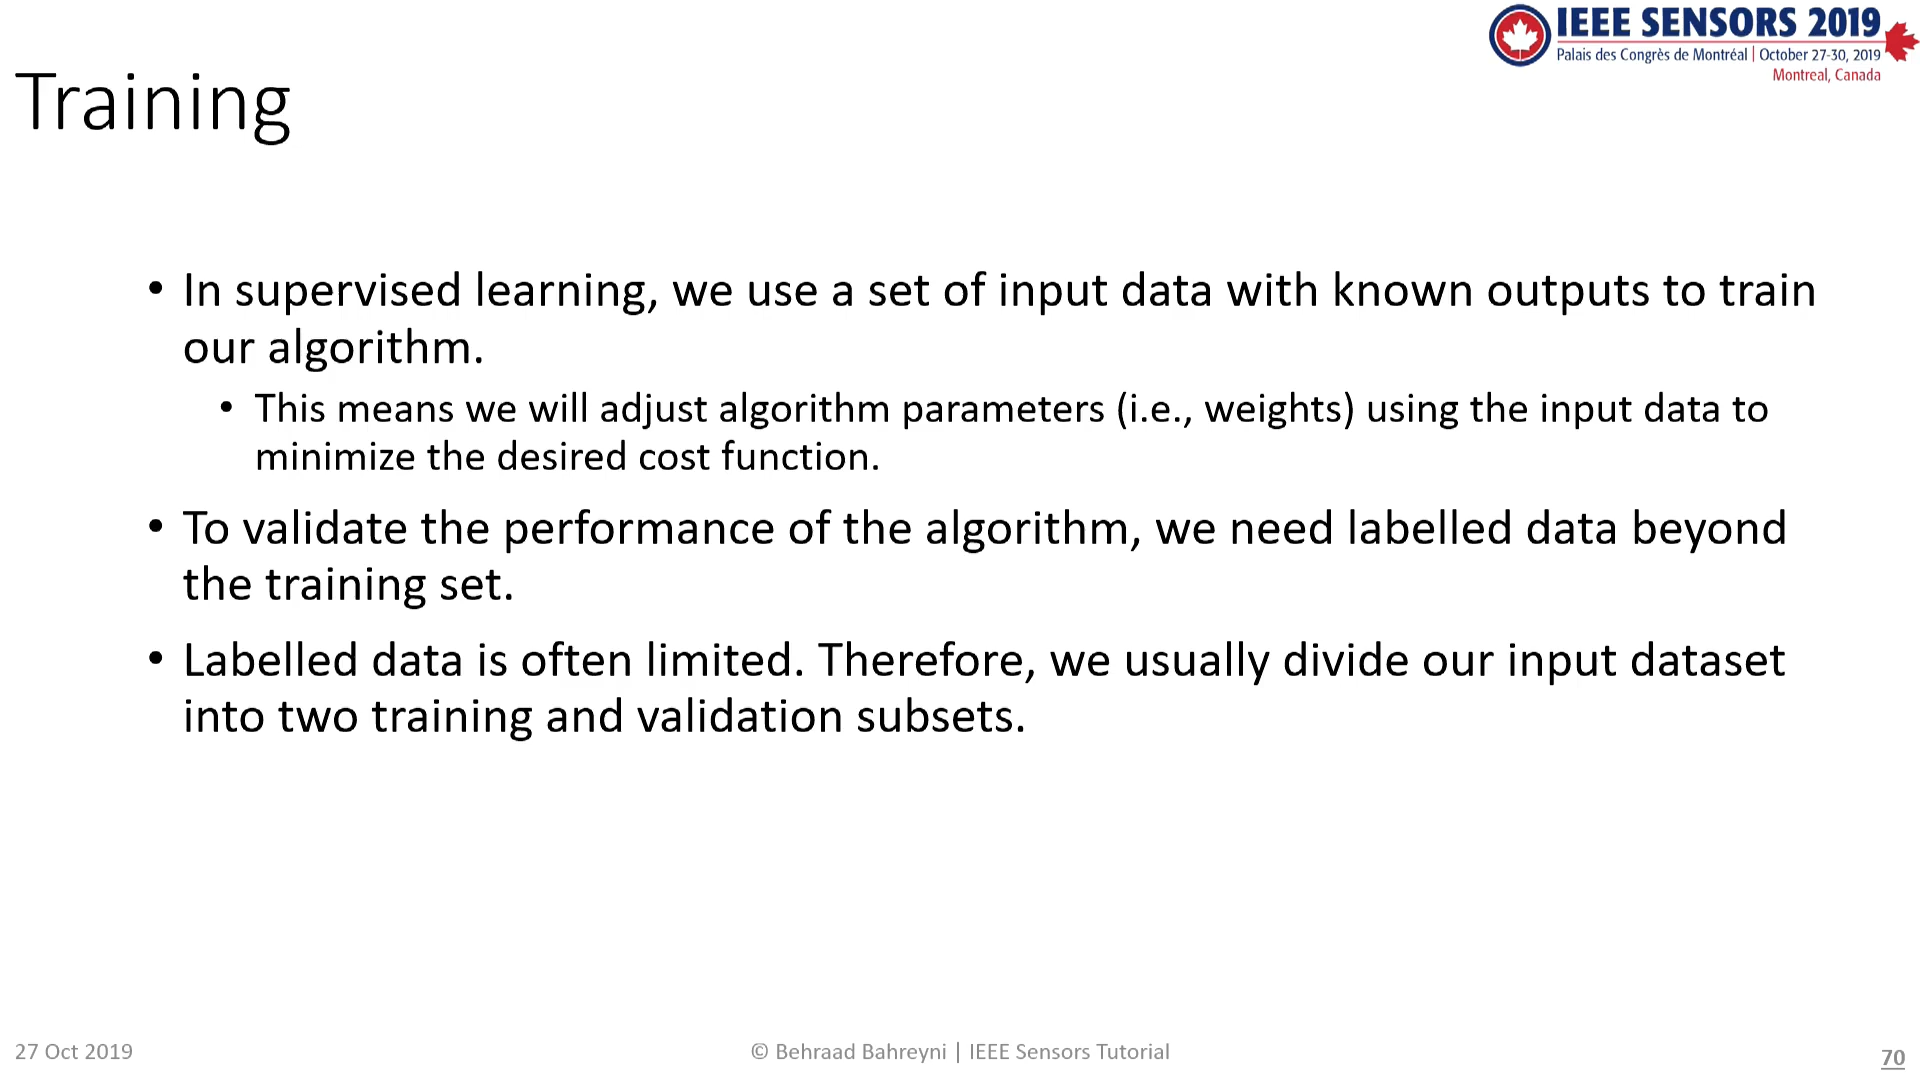 IEEE SENSORS 2019
Palais des Congrès de Montréal | October 27-30, 2019
Montreal, Canada
Training
• In supervised learning, we use a set of input data with known outputs to train
our algorithm.
• This means we will adjust algorithm parameters (i.e., weights) using the input data to
minimize the desired cost function.
• To validate the performance of the algorithm, we need labelled data beyond
the training set.
• Labelled data is often limited. Therefore, we usually divide our input dataset
into two training and validation subsets.
27 Oct 2019
© Behraad Bahreyni | IEEE Sensors Tutorial
70